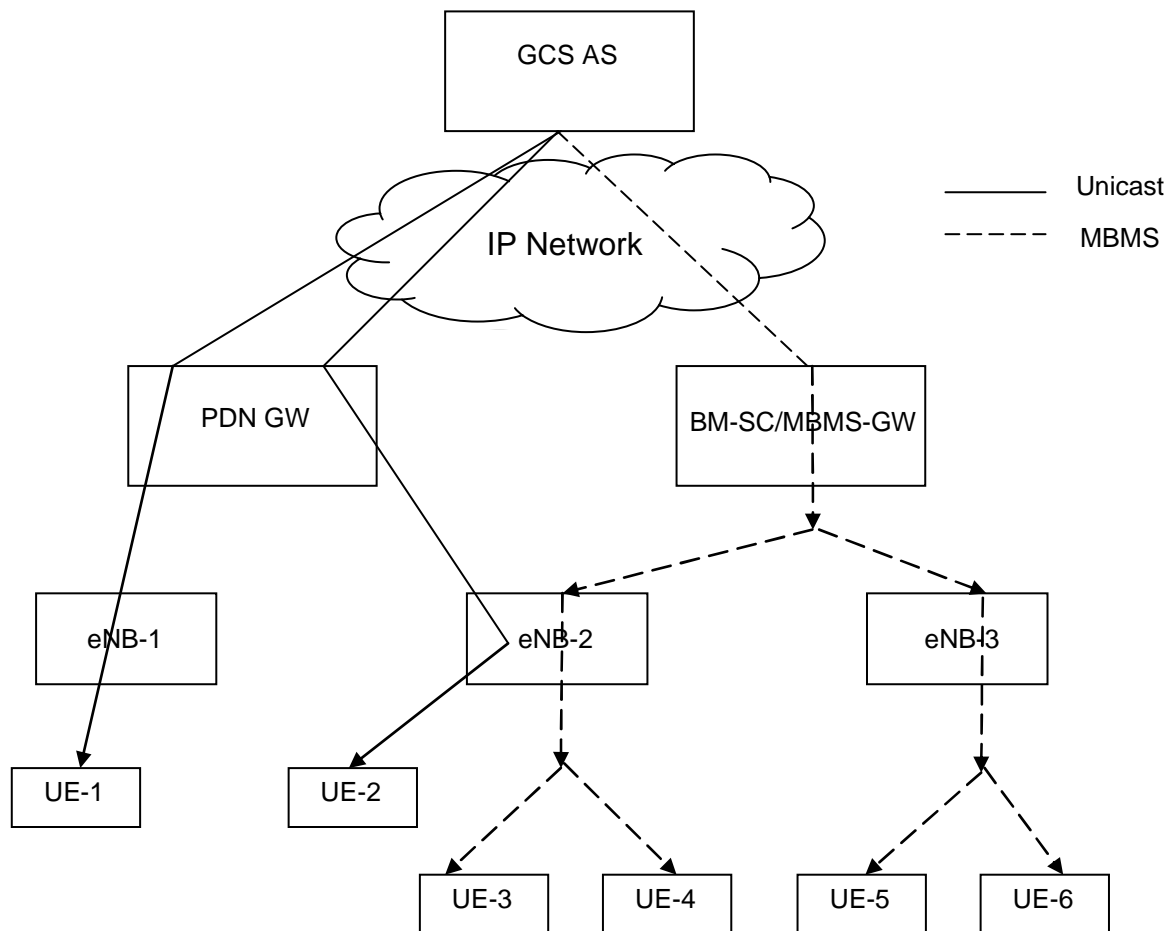 GCS AS
Unicast
MBMS
IP Network
PDN GW
BM-SC/MBMS-GW
eNB-1
eNB-2
eNB-3
UE-1
UE-2
UE-3
UE-4
UE-5
UE-6